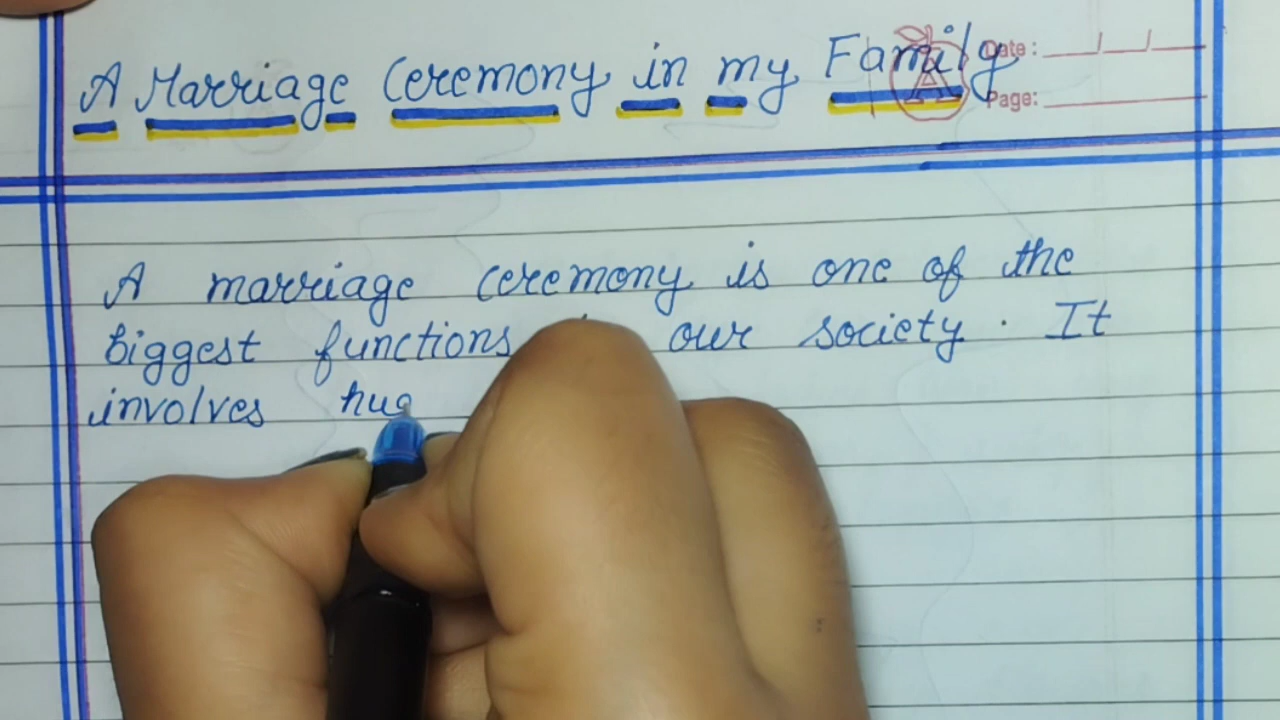 A Marriage Ceremony in my Family
Date :
Page:
A marriage ceremony is one of the
biggest functions our society. It
involves hug